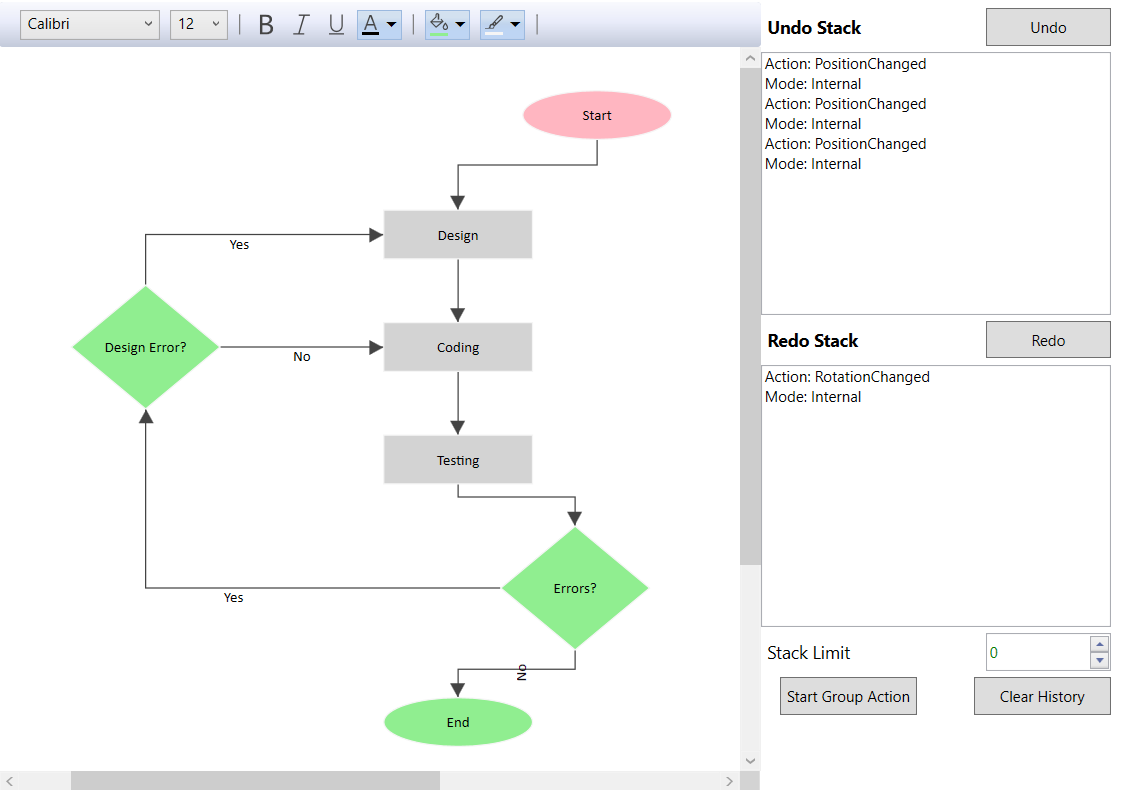 Calibri
12
B I U A
Start
Design
Yes
Design Error?
No
Coding
Testing
Errors?
Yes
No
End
Undo Stack
Undo
Action: PositionChanged
Mode: Internal
Action: PositionChanged
Mode: Internal
Action: PositionChanged
Mode: Internal
Redo Stack
Redo
Action: RotationChanged
Mode: Internal
Stack Limit
0
Start Group Action
Clear History